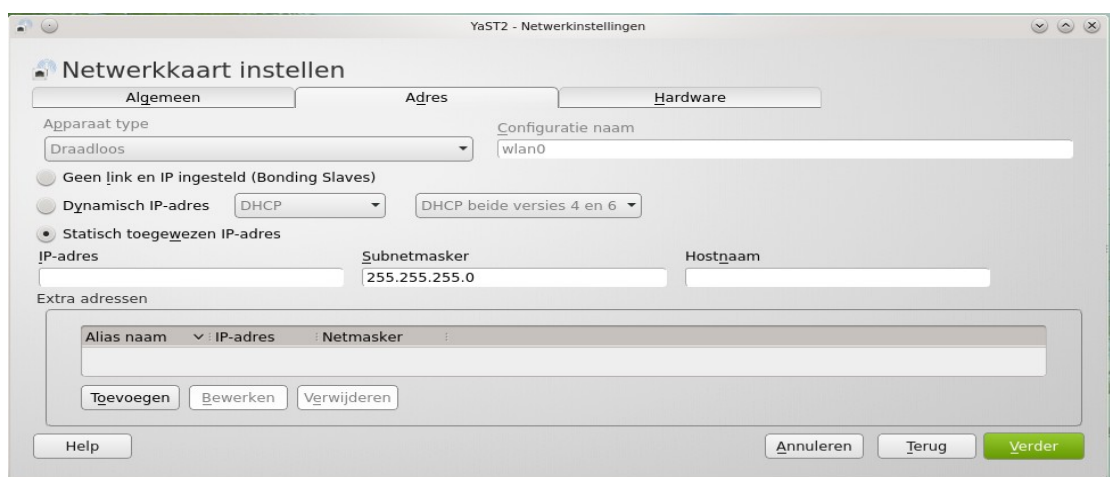 YaST2 - Netwerkinstellingen
Netwerkkaart instellen
Algemeen Adres Hardware
Apparaat type Configuratie naam
Draadloos wlan0
Geen link en IP ingesteld (Bonding Slaves)
Dynamisch IP-adres DHCP DHCP beide versies 4 en 6
Statisch toegewezen IP-adres
IP-adres Subnetmasker Hostnaam
255.255.255.0
Extra adressen
Alias naam IP-adres Netmasker
Toevoegen Bewerken Verwijderen
Help Annuleren Terug Verder